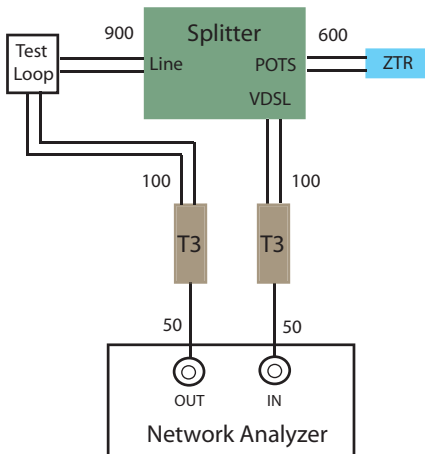 900
Splitter
600
Test
Loop
Line
POTS
ZTR
VDSL
100
100
T3
T3
50
50
OUT
IN
Network Analyzer